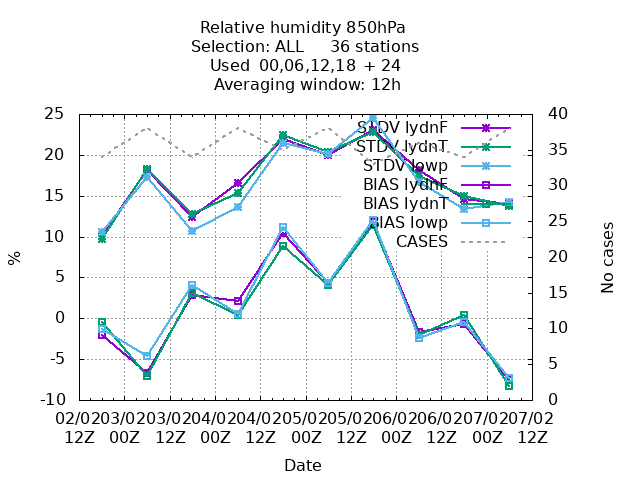 Relative humidity 850hPa
Selection: ALL     36 stations
Used  00,06,12,18 + 24
Averaging window: 12h
25
20
15
10
5
0
-5
-10
%
40
35
30
25
20
15
10
5
0
No cases
STDV lydnF
STDV lydnT
STDV lowp
BIAS lydnF
BIAS lydnT
BIAS lowp
CASES
02/02 03/02 03/02 04/02 04/02 05/02 05/02 06/02 06/02 07/02 07/02
12Z 00Z 12Z 00Z 12Z 00Z 12Z 00Z 12Z 00Z 12Z
Date